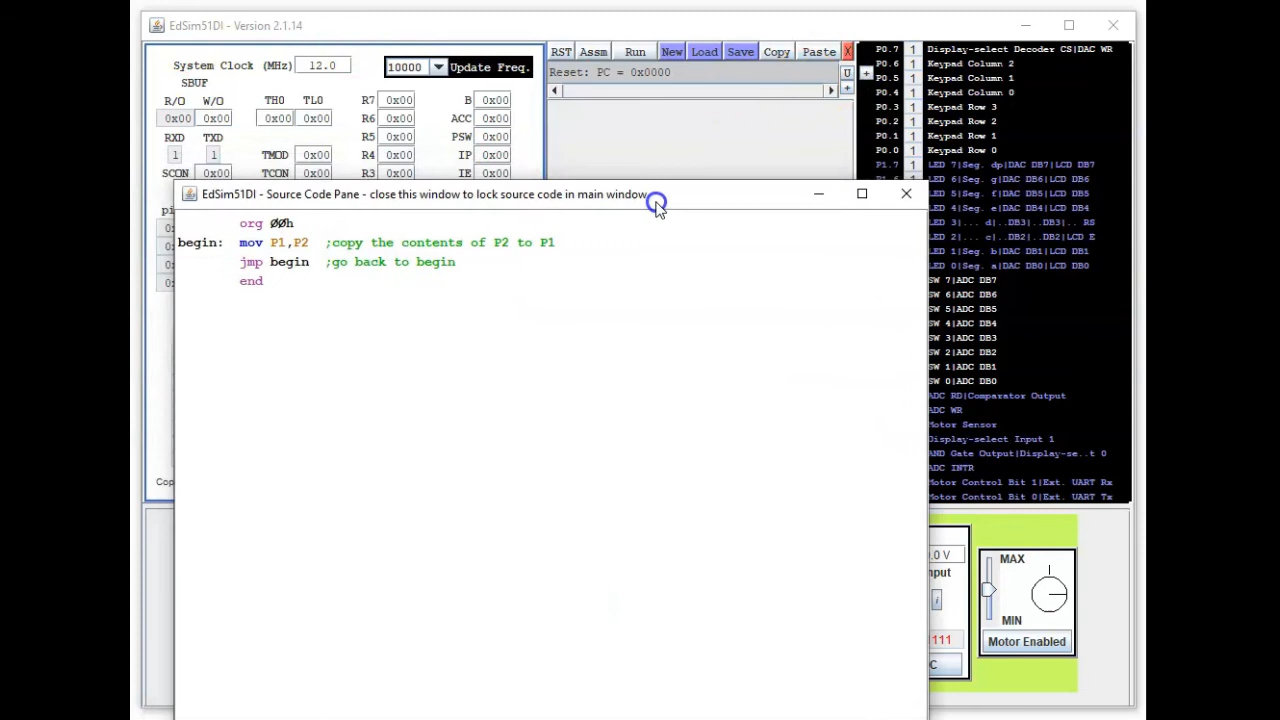 EdSim51DI - Version 2.1.14
System Clock (MHz) 12.0 10000 Update Freq.
SBUF
R/O W/O TH0 TL0 R7 0x00 B 0x00
0x00 0x00 0x00 0x00 R6 0x00 ACC 0x00
RXD TXD R5 0x00 PSW 0x00
1 1 TMOD 0x00 R4 0x00 IP 0x00
SCON 0x00 TCON 0x00 R3 0x00 IE 0x00
RST Assm Run New Load Save Copy Paste X
Reset: PC = 0x0000 U
+
+
P0.7 1 Display-select Decoder CS|DAC WR
P0.6 1 Keypad Column 2
P0.5 1 Keypad Column 1
P0.4 1 Keypad Column 0
P0.3 1 Keypad Row 3
P0.2 1 Keypad Row 2
P0.1 1 Keypad Row 1
P0.0 1 Keypad Row 0
P1.7 1 LED 7|Seg. dp|DAC DB7|LCD DB7
P1.6 1 LED 6|Seg. g|DAC DB6|LCD DB6
LED 5|Seg. f|DAC DB5|LCD DB5
LED 4|Seg. e|DAC DB4|LCD DB4
LED 3|... d|..DB3|..DB3|.. RS
LED 2|... c|..DB2|..DB2|LCD E
LED 1|Seg. b|DAC DB1|LCD DB1
LED 0|Seg. a|DAC DB0|LCD DB0
SW 7|ADC DB7
SW 6|ADC DB6
SW 5|ADC DB5
SW 4|ADC DB4
SW 3|ADC DB3
SW 2|ADC DB2
SW 1|ADC DB1
SW 0|ADC DB0
ADC RD|Comparator Output
ADC WR
Motor Sensor
Display-select Input 1
AND Gate Output|Display-se..t 0
ADC INTR
Motor Control Bit 1|Ext. UART Rx
Motor Control Bit 0|Ext. UART Tx
EdSim51DI - Source Code Pane - close this window to lock source code in main window
org 00h
begin: mov P1,P2 ;copy the contents of P2 to P1
jmp begin ;go back to begin
end
pi
0x
0x
0x
0x
Cop
.0 V
nput
i
111
C
MAX
MIN
Motor Enabled